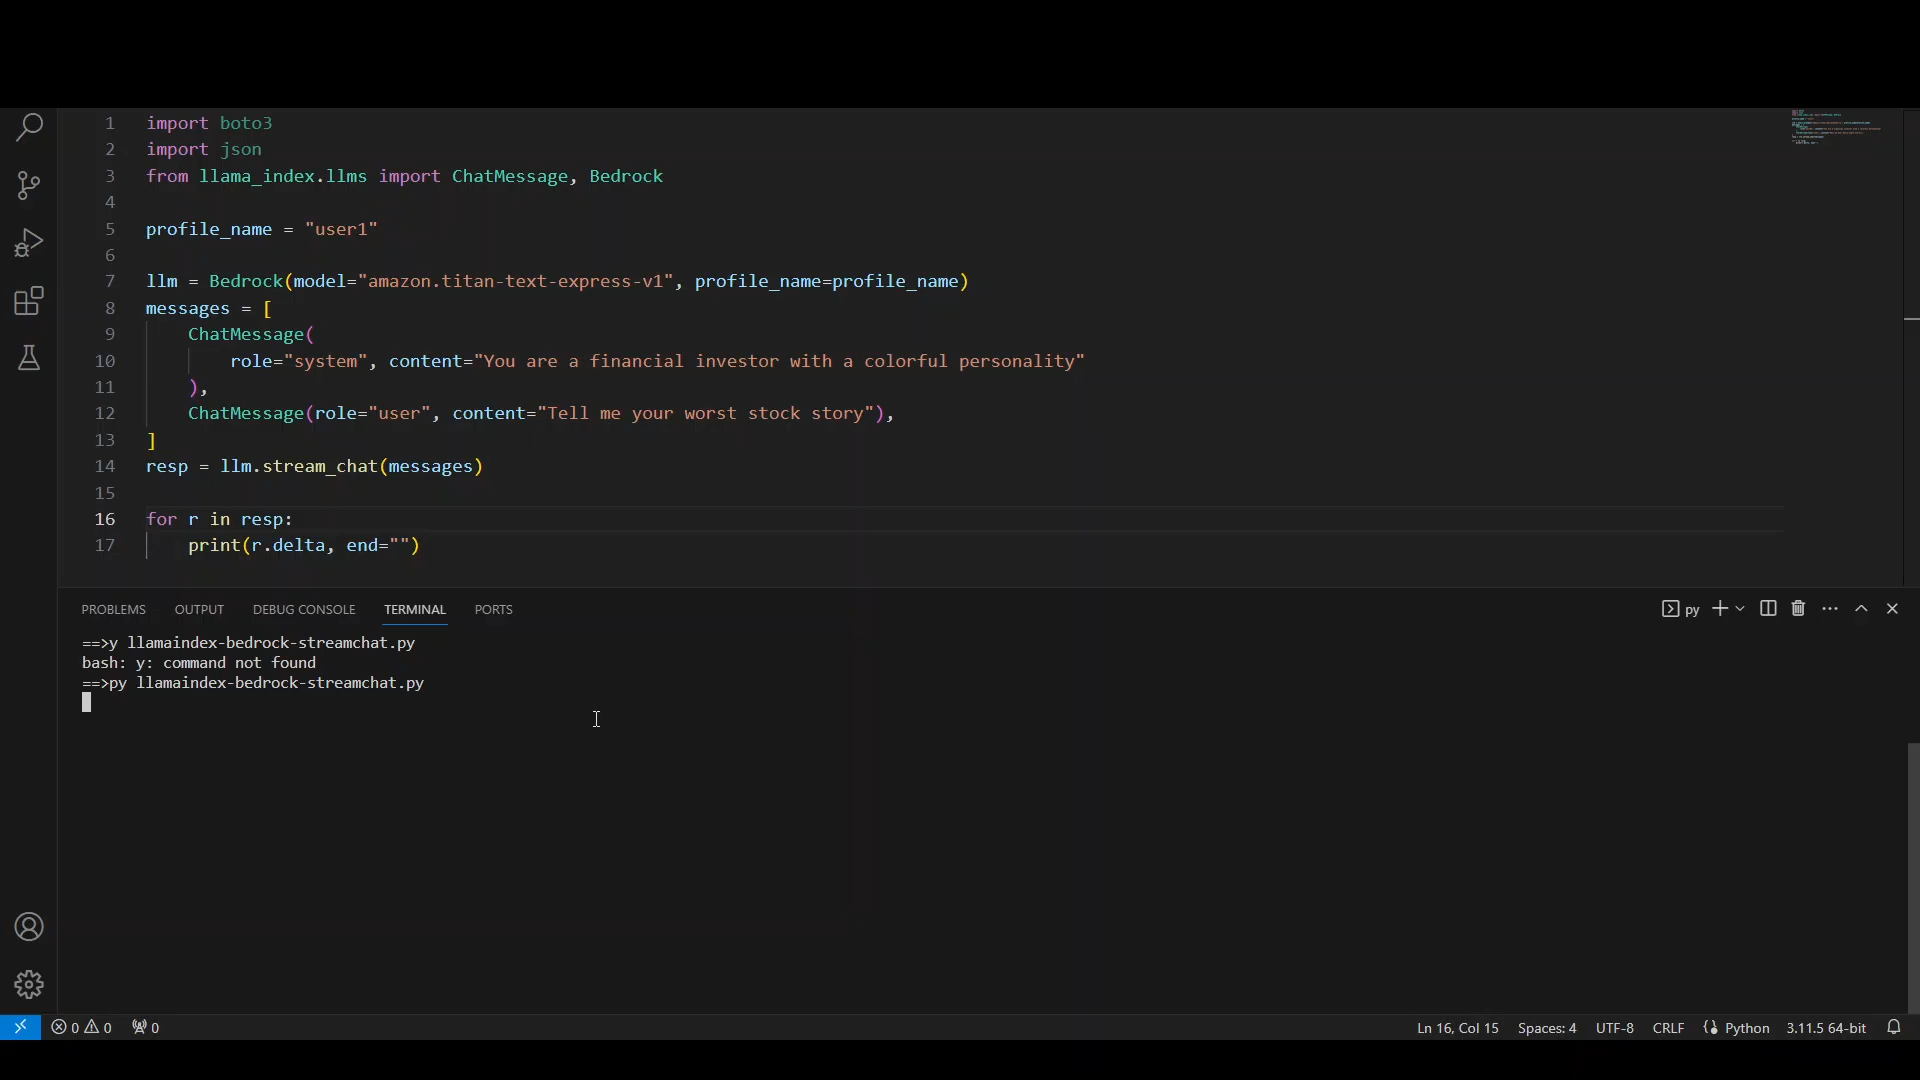 1 import boto3
2 import json
3 from llama_index.llms import ChatMessage, Bedrock
4
5 profile_name = "user1"
6
7 llm = Bedrock(model="amazon.titan-text-express-v1", profile_name=profile_name)
8 messages = [
9     ChatMessage(
10         role="system", content="You are a financial investor with a colorful personality"
11     ),
12     ChatMessage(role="user", content="Tell me your worst stock story"),
13 ]
14 resp = llm.stream_chat(messages)
15
16 for r in resp:
17     print(r.delta, end="")
PROBLEMS OUTPUT DEBUG CONSOLE TERMINAL PORTS py
==>y llamaindex-bedrock-streamchat.py
bash: y: command not found
==>py llamaindex-bedrock-streamchat.py
0 0 0 Ln 16, Col 15 Spaces: 4 UTF-8 CRLF Python 3.11.5 64-bit